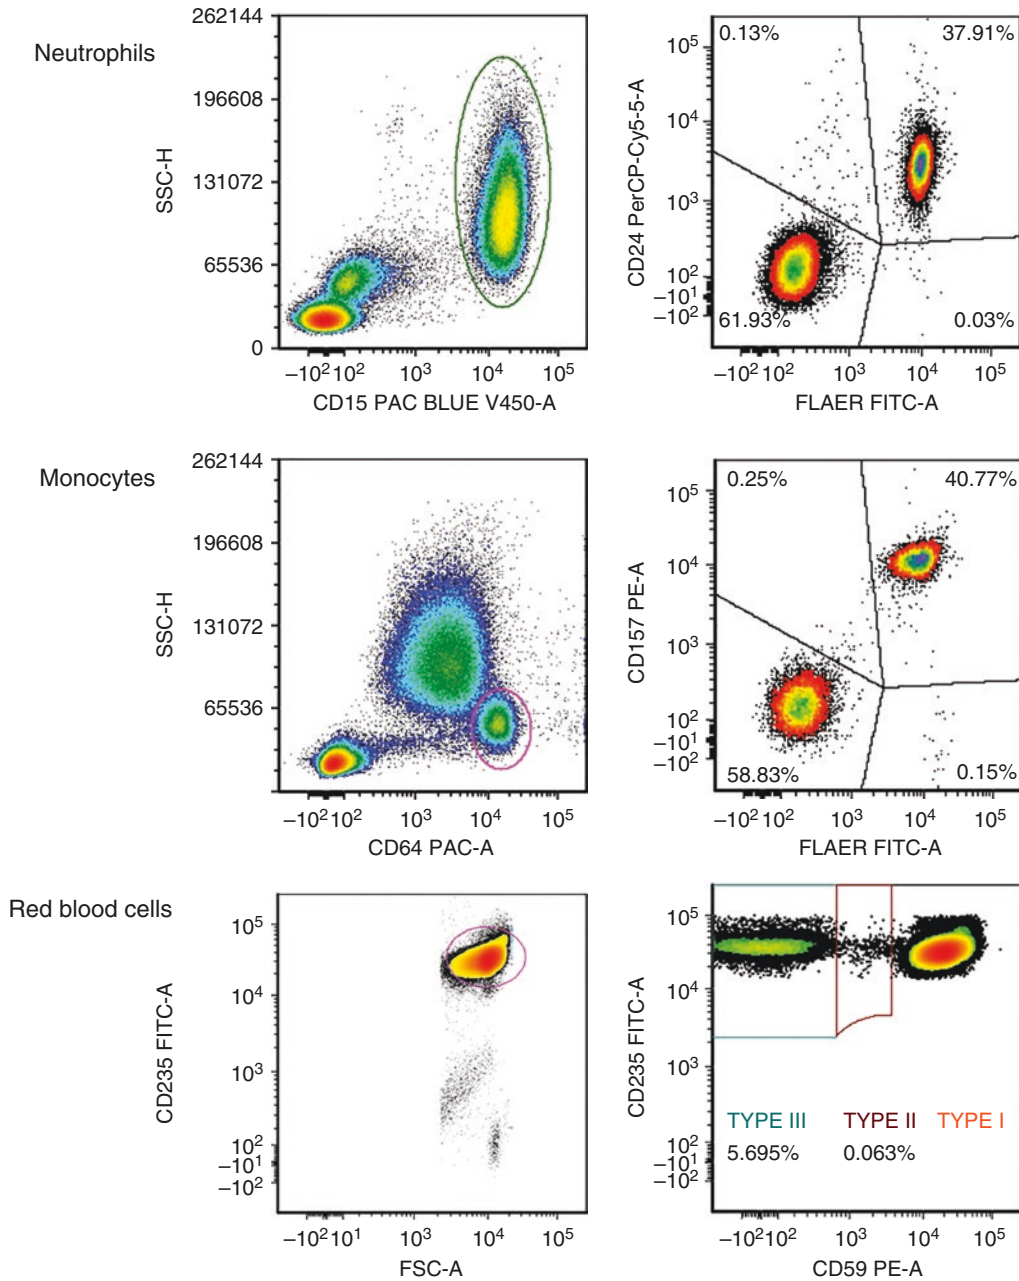 Neutrophils
262144
196608
131072
65536
0
SSC-H
–10² 10² 10³ 10⁴ 10⁵
CD15 PAC BLUE V450-A
0.13% 37.91%
10⁵
10⁴
10³
10²
–10¹
–10²
CD24 PerCP-Cy5-5-A
61.93% 0.03%
–10² 10² 10³ 10⁴ 10⁵
FLAER FITC-A
Monocytes
262144
196608
131072
65536
SSC-H
–10² 10² 10³ 10⁴ 10⁵
CD64 PAC-A
0.25% 40.77%
10⁵
10⁴
10³
10²
–10¹
–10²
CD157 PE-A
58.83% 0.15%
–10² 10² 10³ 10⁴ 10⁵
FLAER FITC-A
Red blood cells
10⁵
10⁴
10³
10²
–10¹
–10²
CD235 FITC-A
–10² 10¹ 10³ 10⁴ 10⁵
FSC-A
10⁵
10⁴
10³
10²
–10¹
–10²
CD235 FITC-A
TYPE III TYPE II TYPE I
5.695% 0.063%
–10² 10² 10³ 10⁴ 10⁵
CD59 PE-A